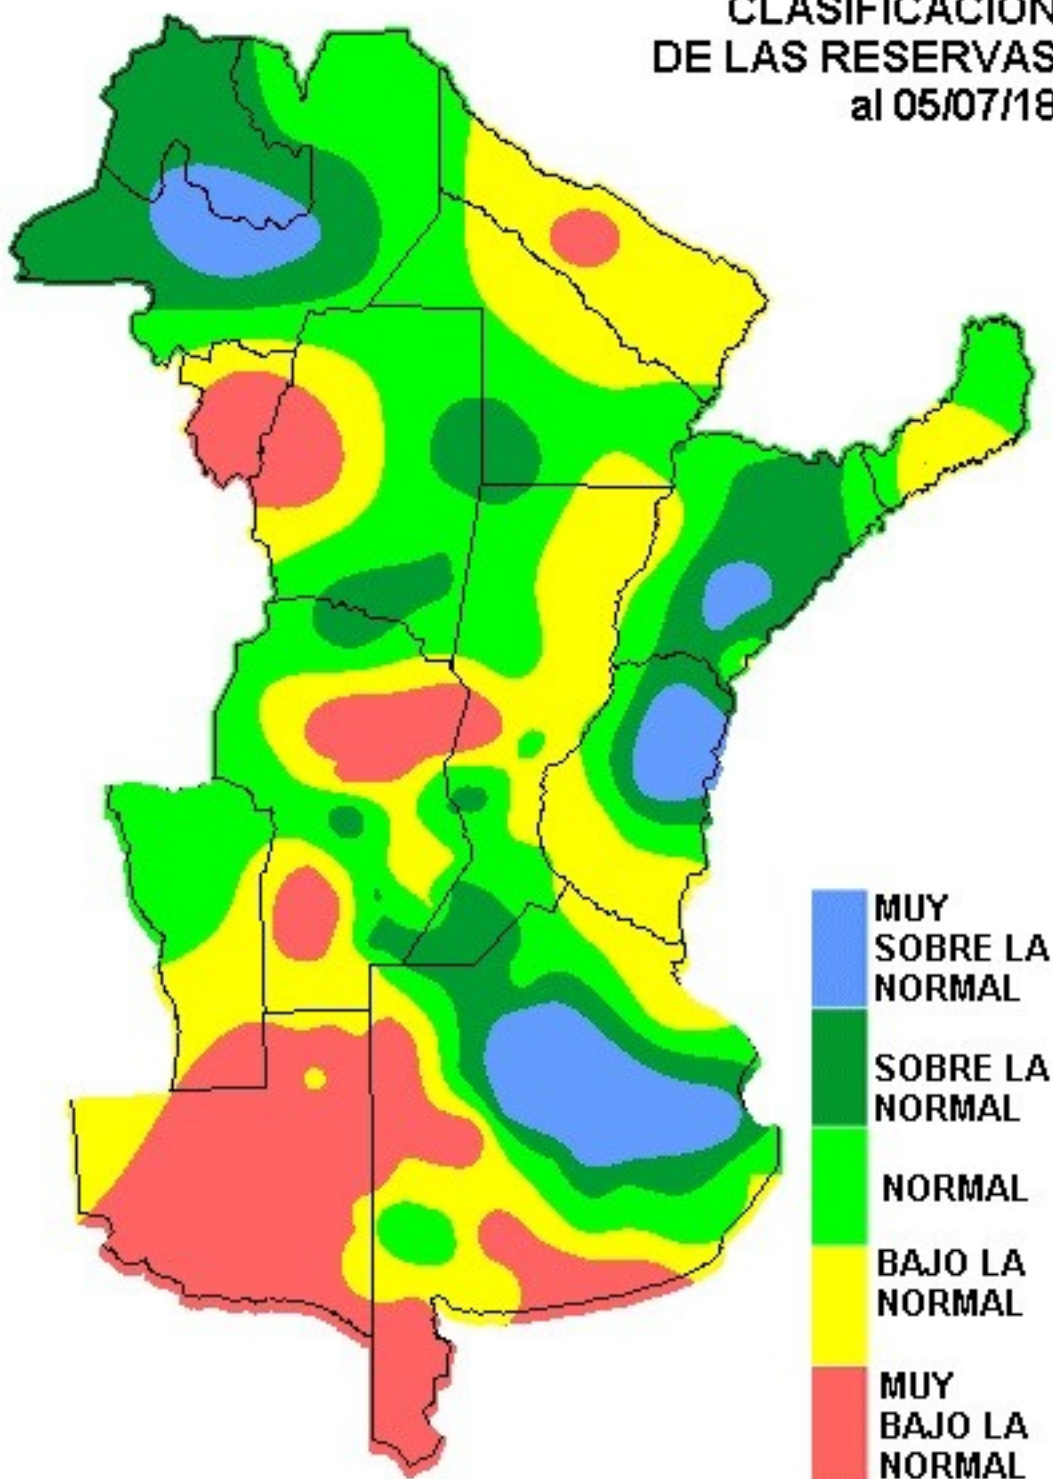 CLASIFICACION
DE LAS RESERVAS
al 05/07/18
MUY
SOBRE LA
NORMAL
SOBRE LA
NORMAL
NORMAL
BAJO LA
NORMAL
MUY
BAJO LA
NORMAL